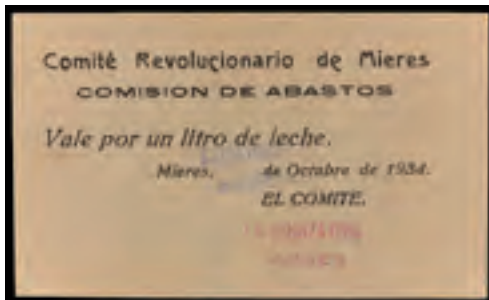 Comité Revolucionario de Mieres
COMISION DE ABASTOS
Vale por un litro de leche.
Mieres, de Octubre de 1934.
EL COMITE,